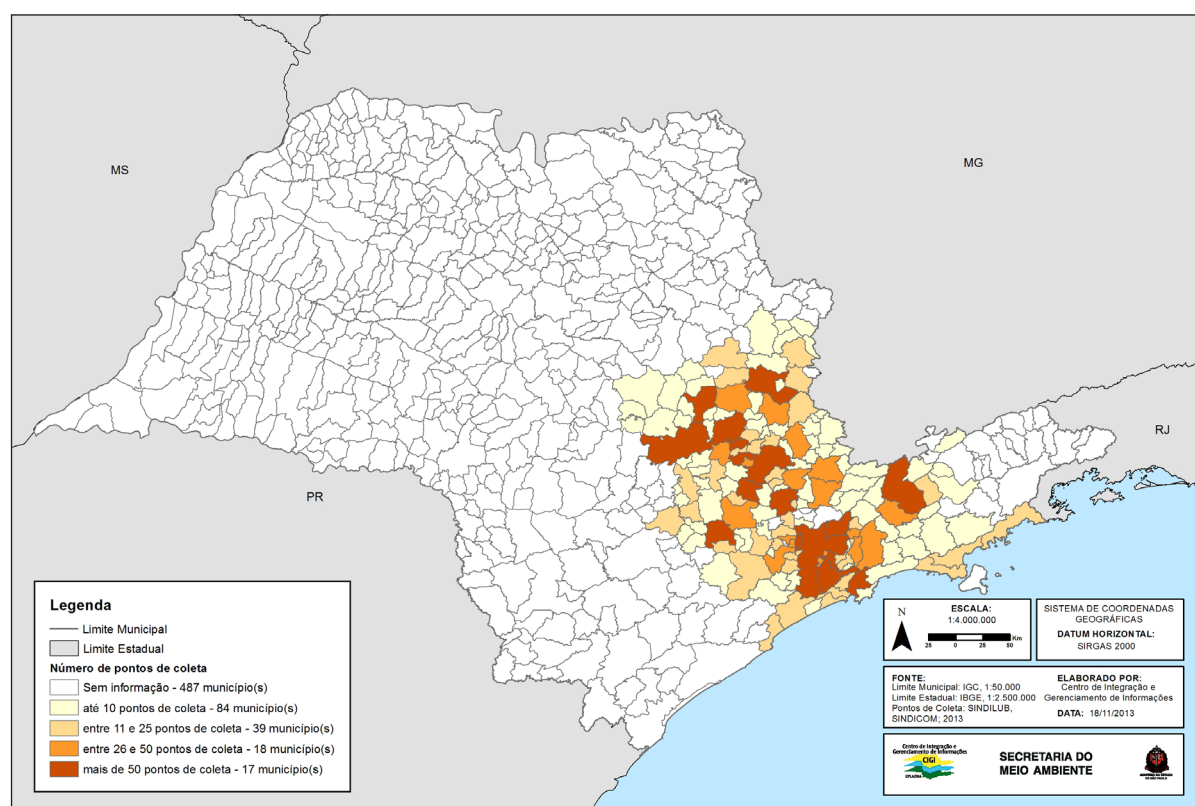 MS
MG
RJ
PR
Legenda
Limite Municipal
Limite Estadual
Número de pontos de coleta
Sem informação - 487 município(s)
até 10 pontos de coleta - 84 município(s)
entre 11 e 25 pontos de coleta - 39 município(s)
entre 26 e 50 pontos de coleta - 18 município(s)
mais de 50 pontos de coleta - 17 município(s)
N
ESCALA:
1:4.000.000
25 0 25 50 Km
SISTEMA DE COORDENADAS
GEOGRÁFICAS
DATUM HORIZONTAL:
SIRGAS 2000
FONTE:
Limite Municipal: IGC, 1:50.000
Limite Estadual: IBGE, 1:2.500.000
Pontos de Coleta: SINDILUB,
SINDICOM; 2013
ELABORADO POR:
Centro de Integração e
Gerenciamento de Informações
DATA: 18/11/2013
Centro de Integração e
Gerenciamento de Informações
CIGI
CPLA/SMA
SECRETARIA DO
MEIO AMBIENTE